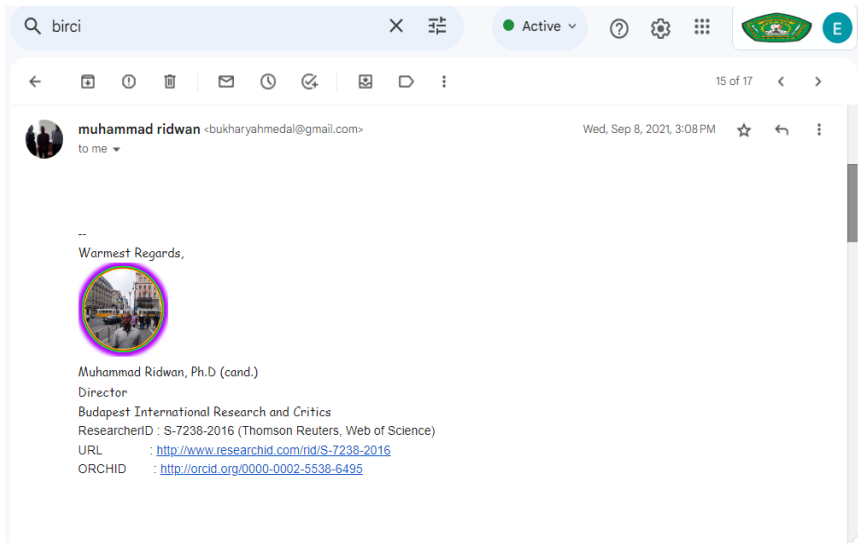 birci
Active
E
15 of 17
muhammad ridwan <bukharyahmedal@gmail.com>
Wed, Sep 8, 2021, 3:08 PM
to me
--
Warmest Regards,
Muhammad Ridwan, Ph.D (cand.)
Director
Budapest International Research and Critics
ResearcherID : S-7238-2016 (Thomson Reuters, Web of Science)
URL : http://www.researchid.com/rid/S-7238-2016
ORCHID : http://orcid.org/0000-0002-5538-6495